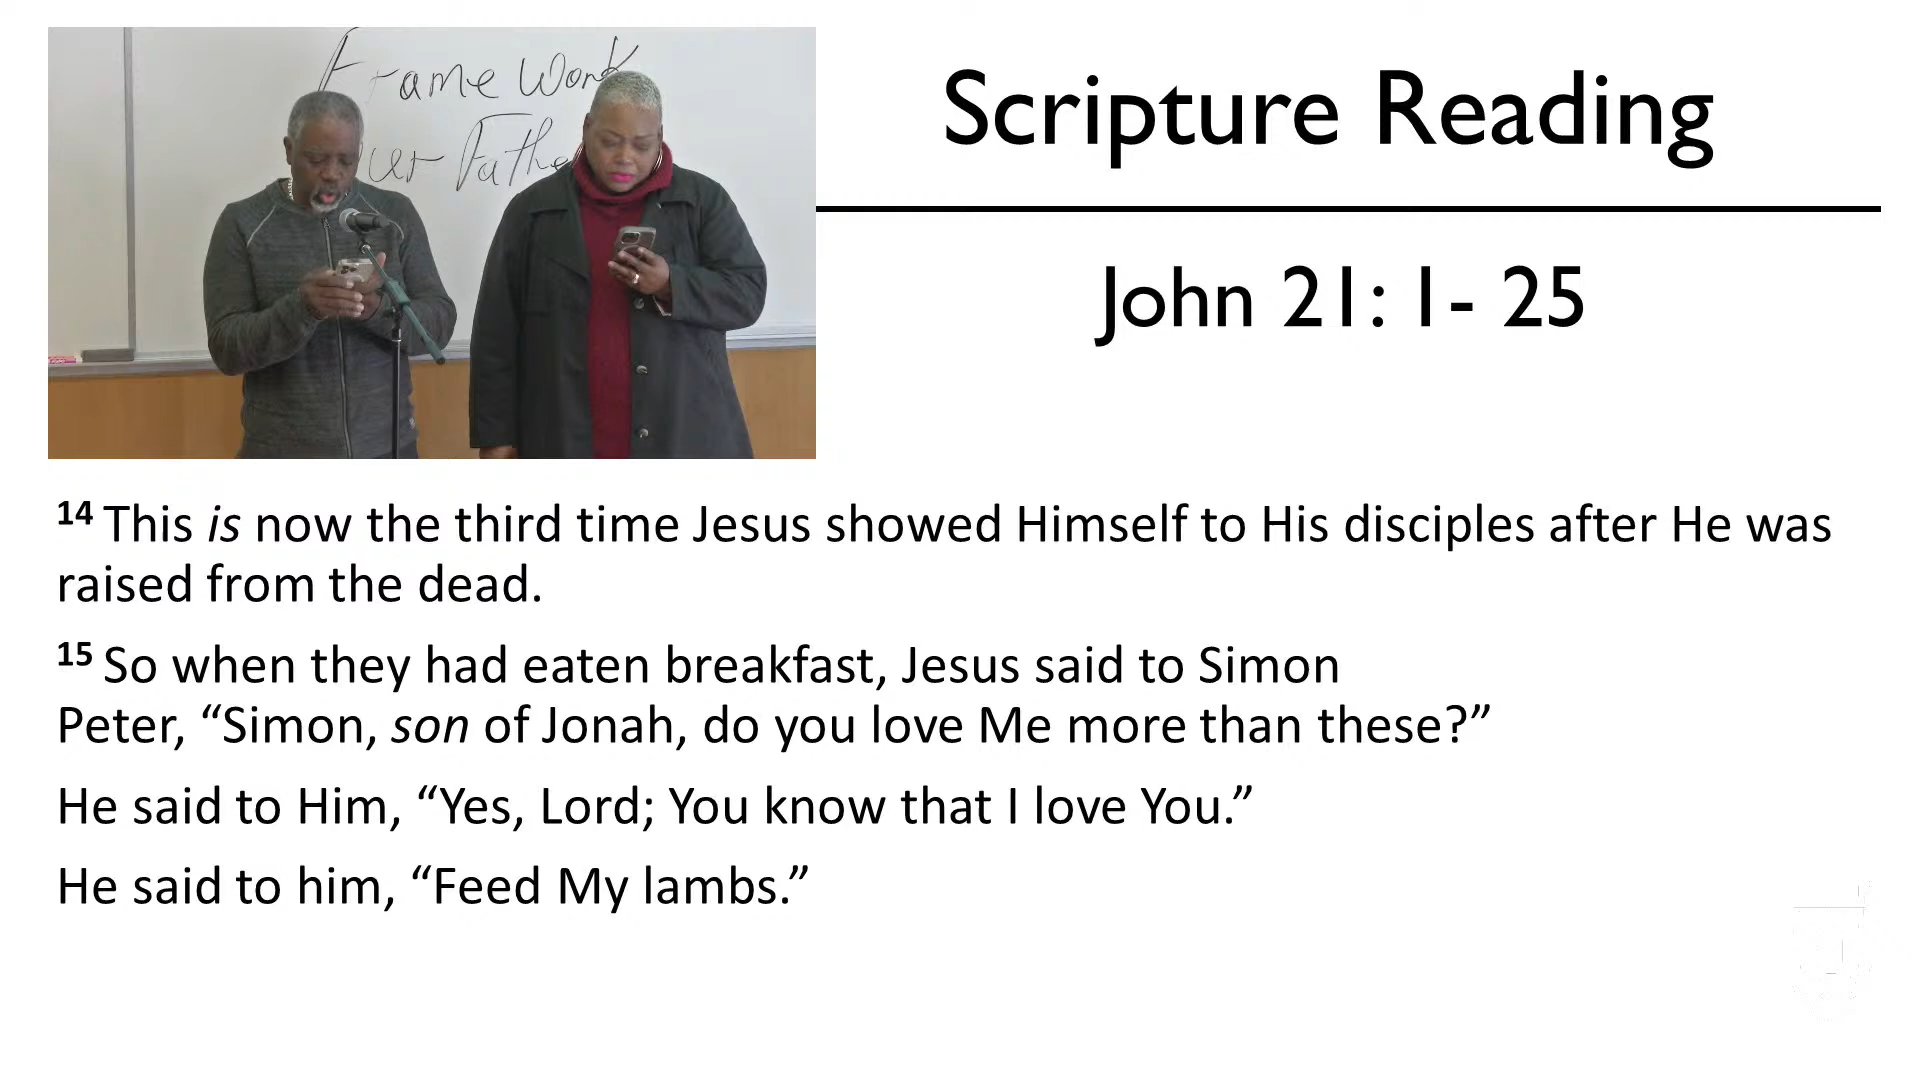 Frame Work
Father
Scripture Reading
John 21: 1- 25
14 This is now the third time Jesus showed Himself to His disciples after He was
raised from the dead.
15 So when they had eaten breakfast, Jesus said to Simon
Peter, “Simon, son of Jonah, do you love Me more than these?”
He said to Him, “Yes, Lord; You know that I love You.”
He said to him, “Feed My lambs.”